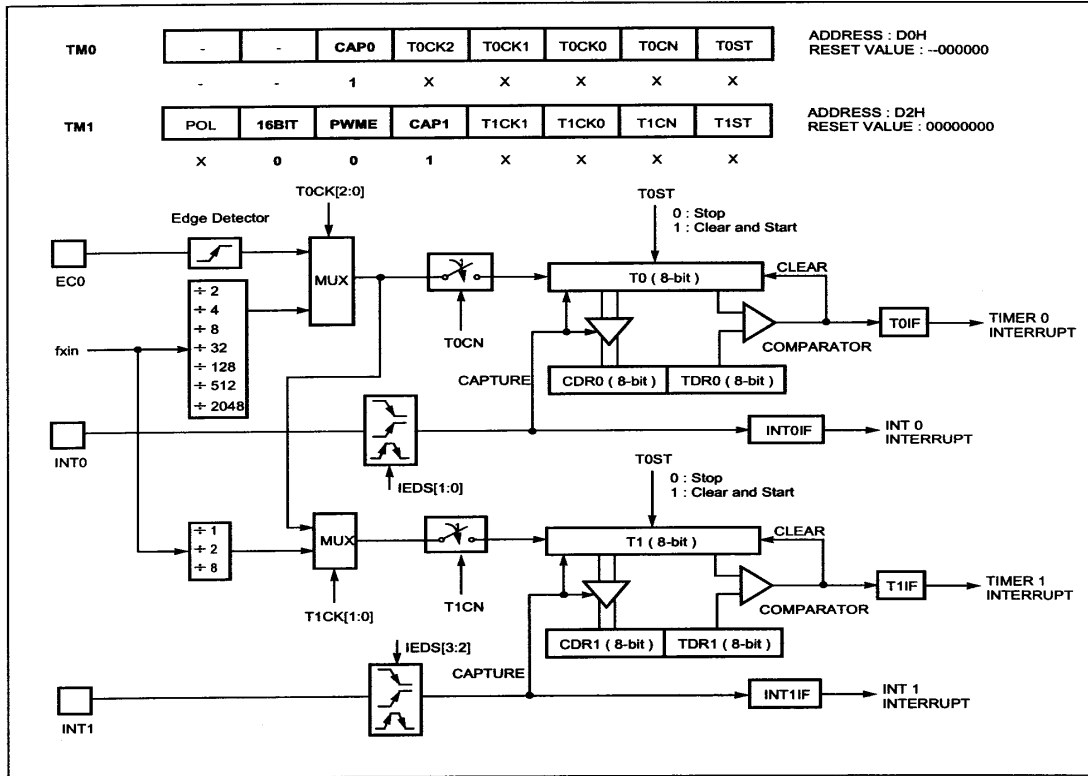 TM0 - - CAP0 T0CK2 T0CK1 T0CK0 T0CN T0ST
ADDRESS : D0H
RESET VALUE : --000000
- - 1 X X X X X
TM1 POL 16BIT PWME CAP1 T1CK1 T1CK0 T1CN T1ST
ADDRESS : D2H
RESET VALUE : 00000000
X 0 0 1 X X X X
T0CK[2:0]
Edge Detector
EC0
MUX
T0CN
T0ST
0 : Stop
1 : Clear and Start
T0 ( 8-bit )
CLEAR
COMPARATOR
T0IF
TIMER 0
INTERRUPT
fxin
÷ 2
÷ 4
÷ 8
÷ 32
÷ 128
÷ 512
÷ 2048
CAPTURE
CDR0 ( 8-bit )
TDR0 ( 8-bit )
INT0
IEDS[1:0]
INT0IF
INT 0
INTERRUPT
T0ST
0 : Stop
1 : Clear and Start
÷ 1
÷ 2
÷ 8
MUX
T1CK[1:0]
T1CN
T1 ( 8-bit )
CLEAR
COMPARATOR
T1IF
TIMER 1
INTERRUPT
CDR1 ( 8-bit )
TDR1 ( 8-bit )
IEDS[3:2]
CAPTURE
INT1
INT1IF
INT 1
INTERRUPT